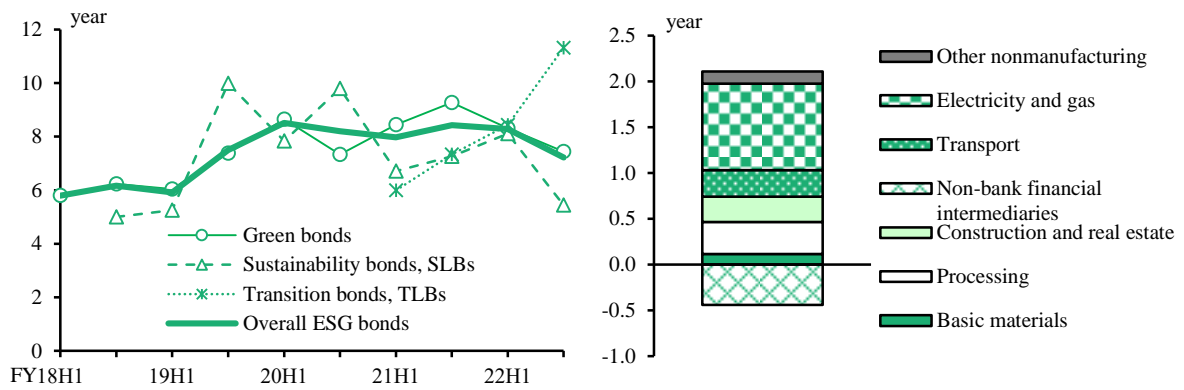 year
12
10
8
6
4
2
0
FY18H1
19H1
20H1
21H1
22H1
Green bonds
Sustainability bonds, SLBs
Transition bonds, TLBs
Overall ESG bonds
year
2.5
2.0
1.5
1.0
0.5
0.0
-0.5
-1.0
Other nonmanufacturing
Electricity and gas
Transport
Non-bank financial
intermediaries
Construction and real estate
Processing
Basic materials